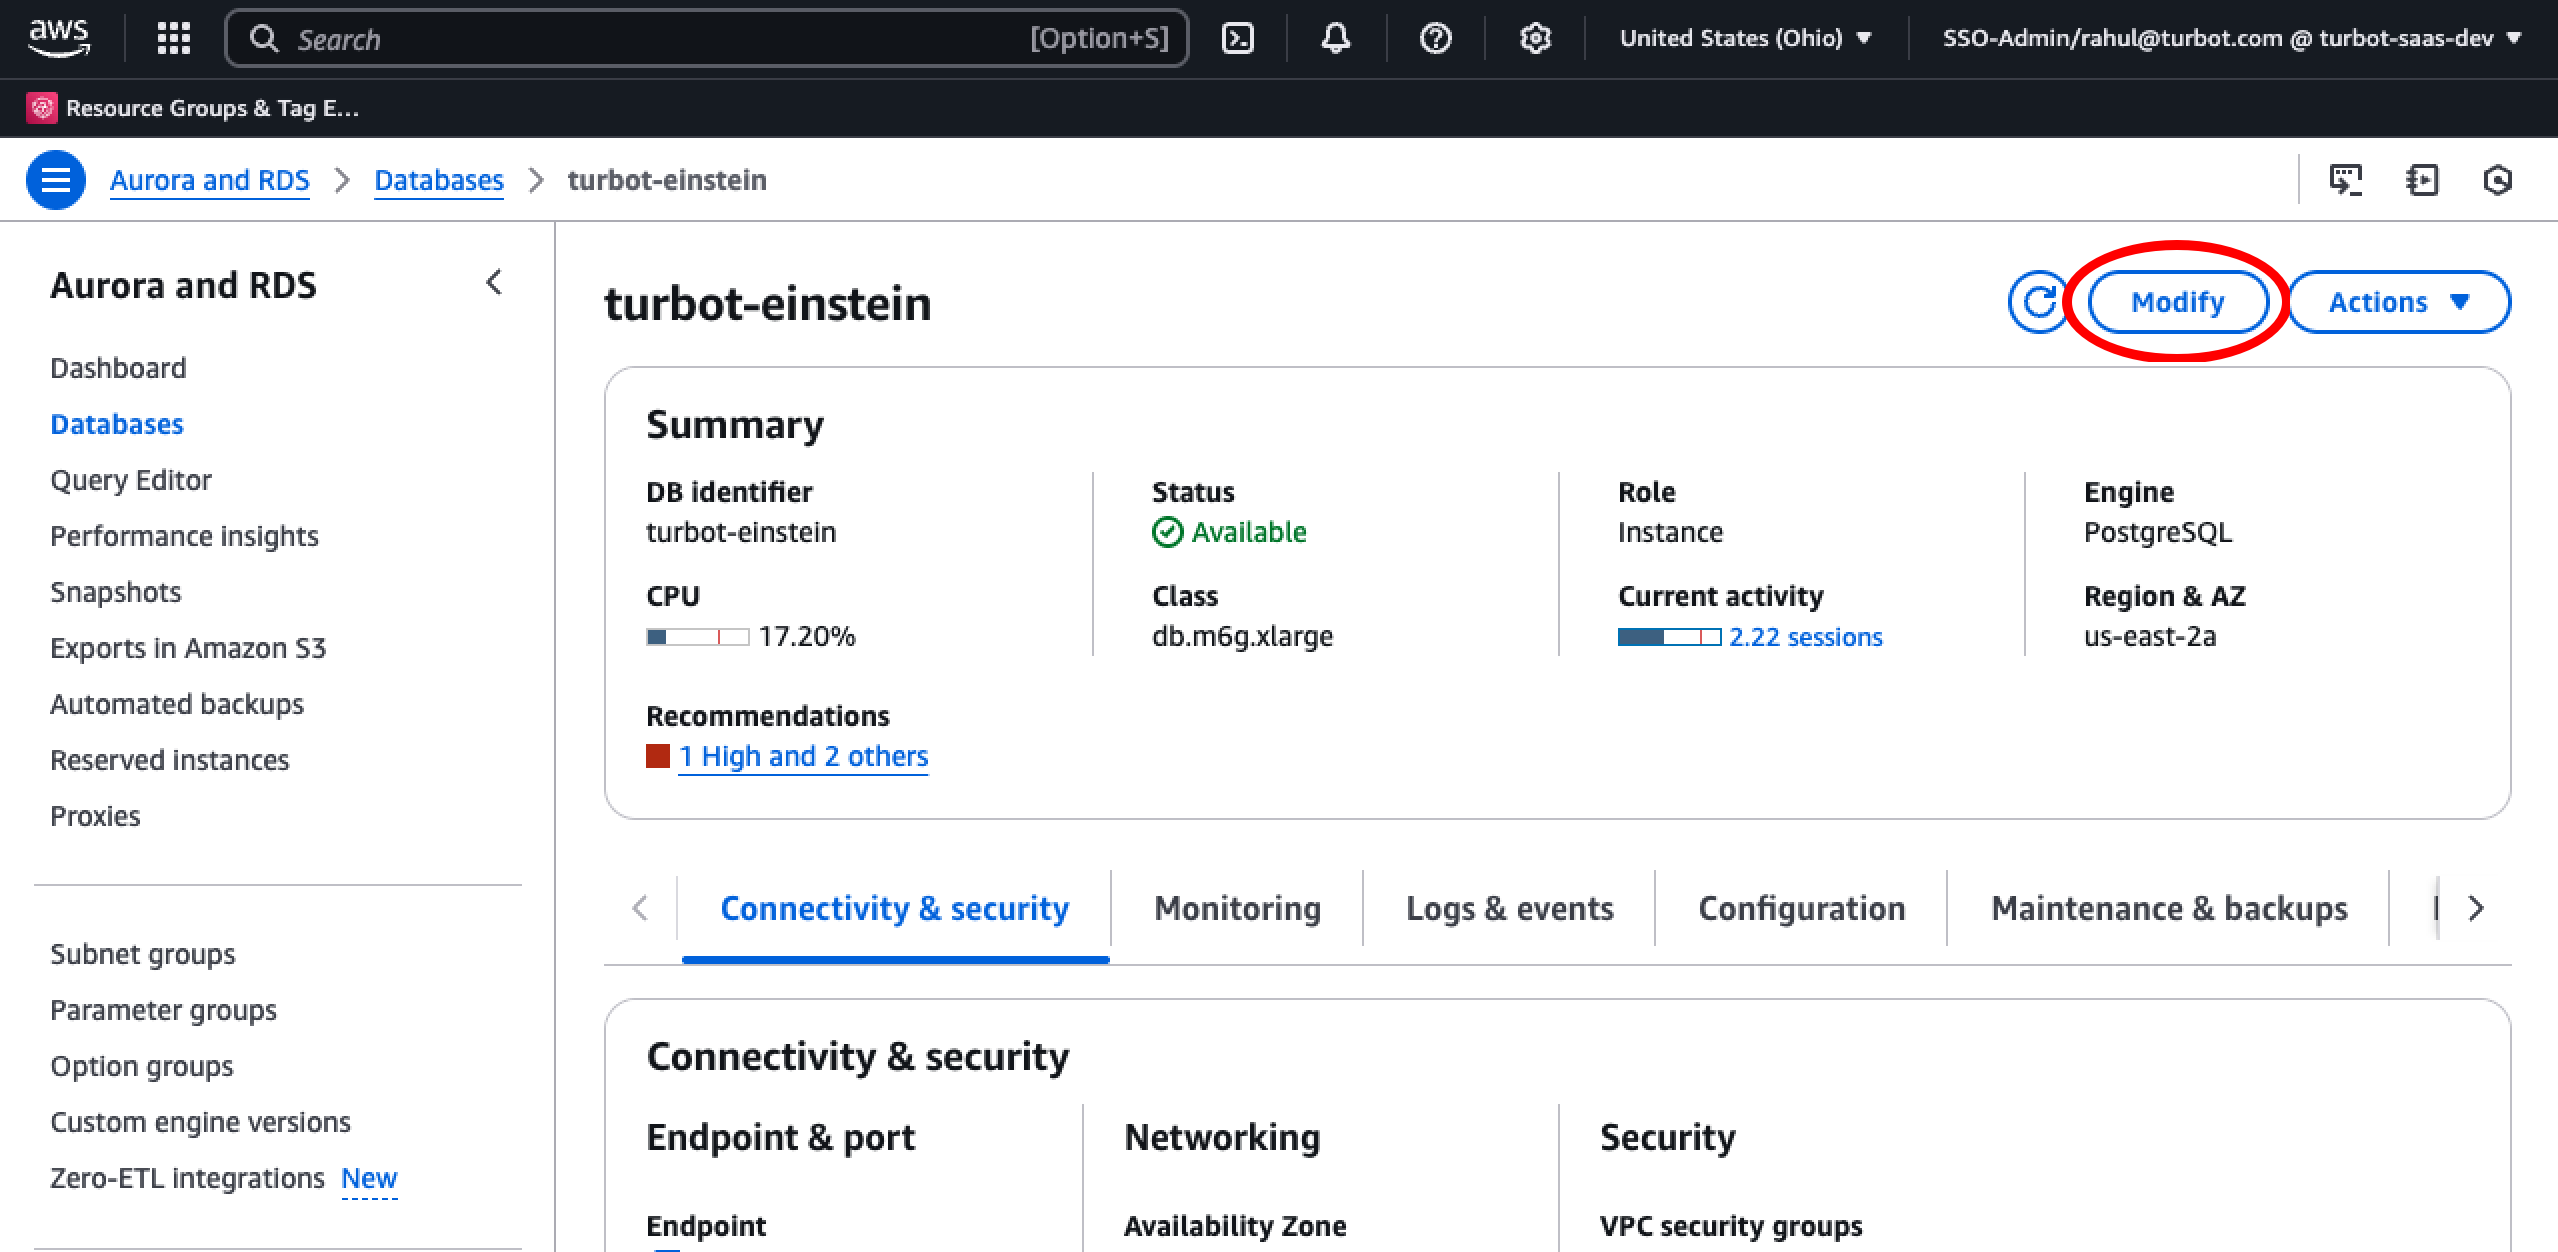 aws
Search [Option+S]
United States (Ohio)
SSO-Admin/rahul@turbot.com @ turbot-saas-dev
Resource Groups & Tag E...
Aurora and RDS > Databases > turbot-einstein
Aurora and RDS
Dashboard
Databases
Query Editor
Performance insights
Snapshots
Exports in Amazon S3
Automated backups
Reserved instances
Proxies
Subnet groups
Parameter groups
Option groups
Custom engine versions
Zero-ETL integrations New
turbot-einstein
Modify
Actions
Summary
DB identifier
turbot-einstein
Status
Available
Role
Instance
Engine
PostgreSQL
CPU
17.20%
Class
db.m6g.xlarge
Current activity
2.22 sessions
Region & AZ
us-east-2a
Recommendations
1 High and 2 others
Connectivity & security
Monitoring
Logs & events
Configuration
Maintenance & backups
Connectivity & security
Endpoint & port
Endpoint
Networking
Availability Zone
Security
VPC security groups